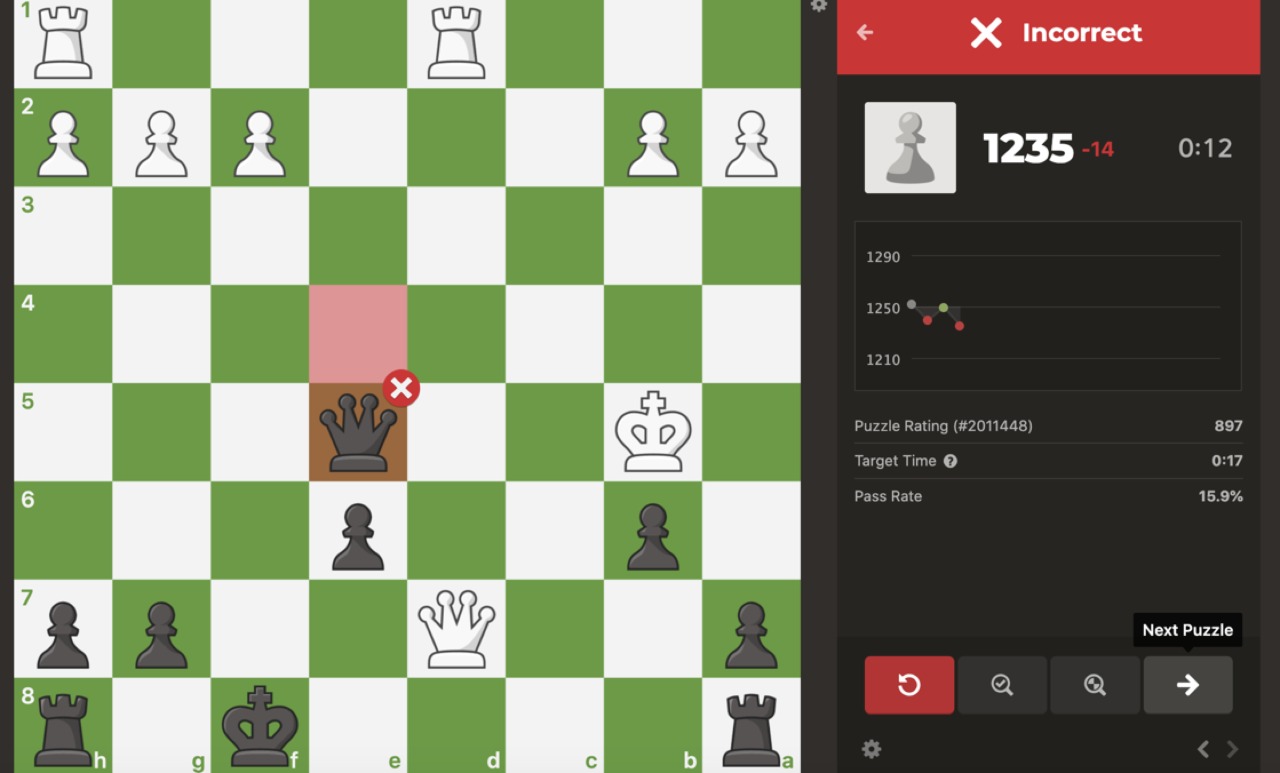 1
2
3
4
5
6
7
8
h
g
f
e
d
c
b
a
Incorrect
1235 -14 0:12
1290
1250
1210
Puzzle Rating (#2011448) 897
Target Time ? 0:17
Pass Rate 15.9%
Next Puzzle